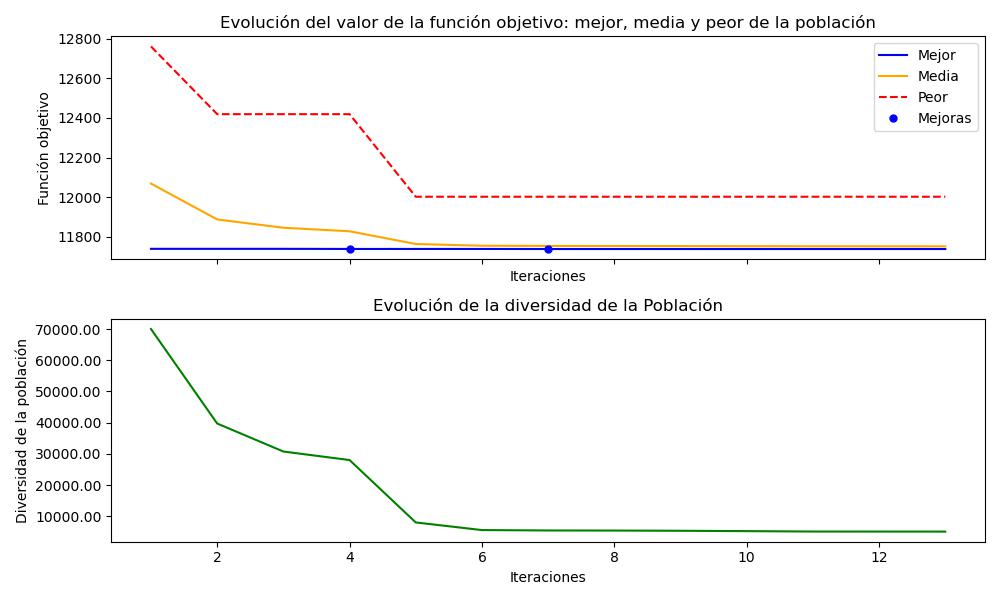 Evolución del valor de la función objetivo: mejor, media y peor de la población
12800
12600
12400
12200
12000
11800
Función objetivo
Mejor
Media
Peor
Mejoras
Iteraciones
Evolución de la diversidad de la Población
70000.00
60000.00
50000.00
40000.00
30000.00
20000.00
10000.00
Diversidad de la población
2 4 6 8 10 12
Iteraciones